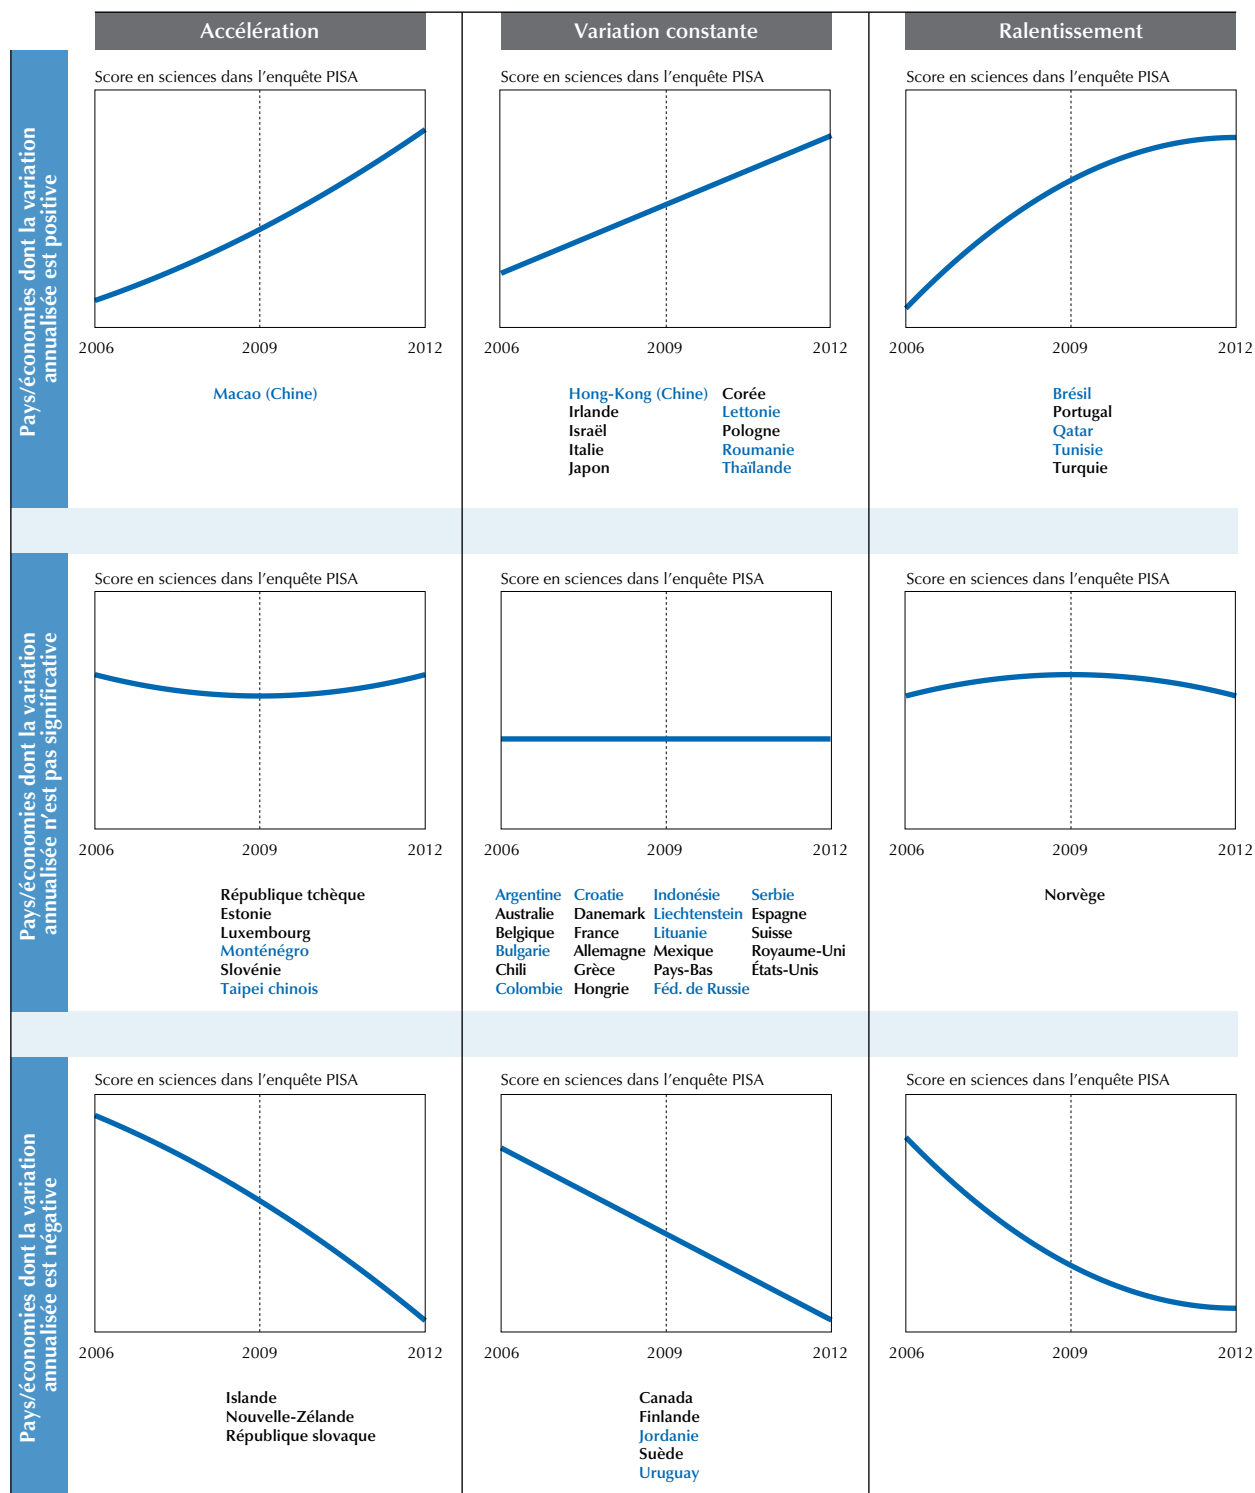 Accélération
Variation constante
Ralentissement
Pays/économies dont la variation
annualisée est positive
Score en sciences dans l'enquête PISA
2006 2009 2012
Macao (Chine)
Score en sciences dans l'enquête PISA
2006 2009 2012
Hong-Kong (Chine) Corée
Irlande Lettonie
Israël Pologne
Italie Roumanie
Japon Thaïlande
Score en sciences dans l'enquête PISA
2006 2009 2012
Brésil
Portugal
Qatar
Tunisie
Turquie
Pays/économies dont la variation
annualisée n'est pas significative
Score en sciences dans l'enquête PISA
2006 2009 2012
République tchèque
Estonie
Luxembourg
Monténégro
Slovénie
Taipei chinois
Score en sciences dans l'enquête PISA
2006 2009 2012
Argentine Croatie Indonésie Serbie
Australie Danemark Liechtenstein Espagne
Belgique France Lituanie Suisse
Bulgarie Allemagne Mexique Royaume-Uni
Chili Grèce Pays-Bas États-Unis
Colombie Hongrie Féd. de Russie
Score en sciences dans l'enquête PISA
2006 2009 2012
Norvège
Pays/économies dont la variation
annualisée est négative
Score en sciences dans l'enquête PISA
2006 2009 2012
Islande
Nouvelle-Zélande
République slovaque
Score en sciences dans l'enquête PISA
2006 2009 2012
Canada
Finlande
Jordanie
Suède
Uruguay
Score en sciences dans l'enquête PISA
2006 2009 2012